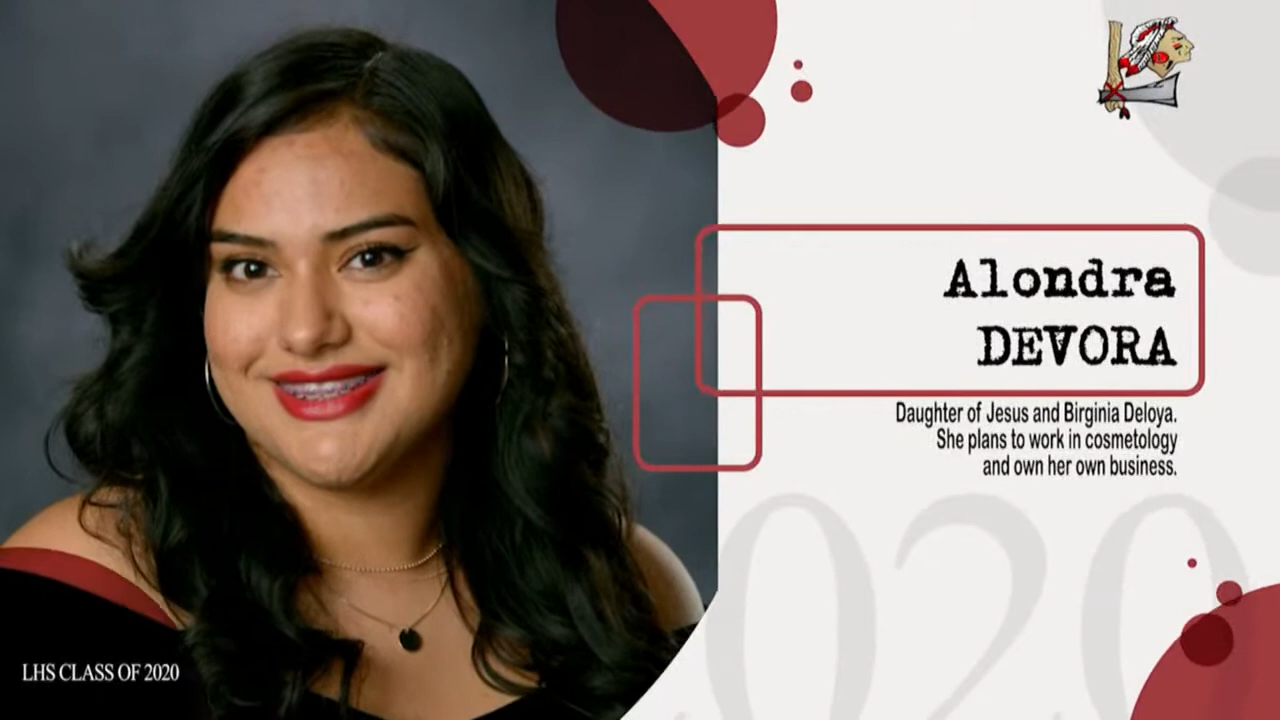 Alondra
DEVORA
Daughter of Jesus and Birginia Deloya.
She plans to work in cosmetology
and own her own business.
2020
LHS CLASS OF 2020